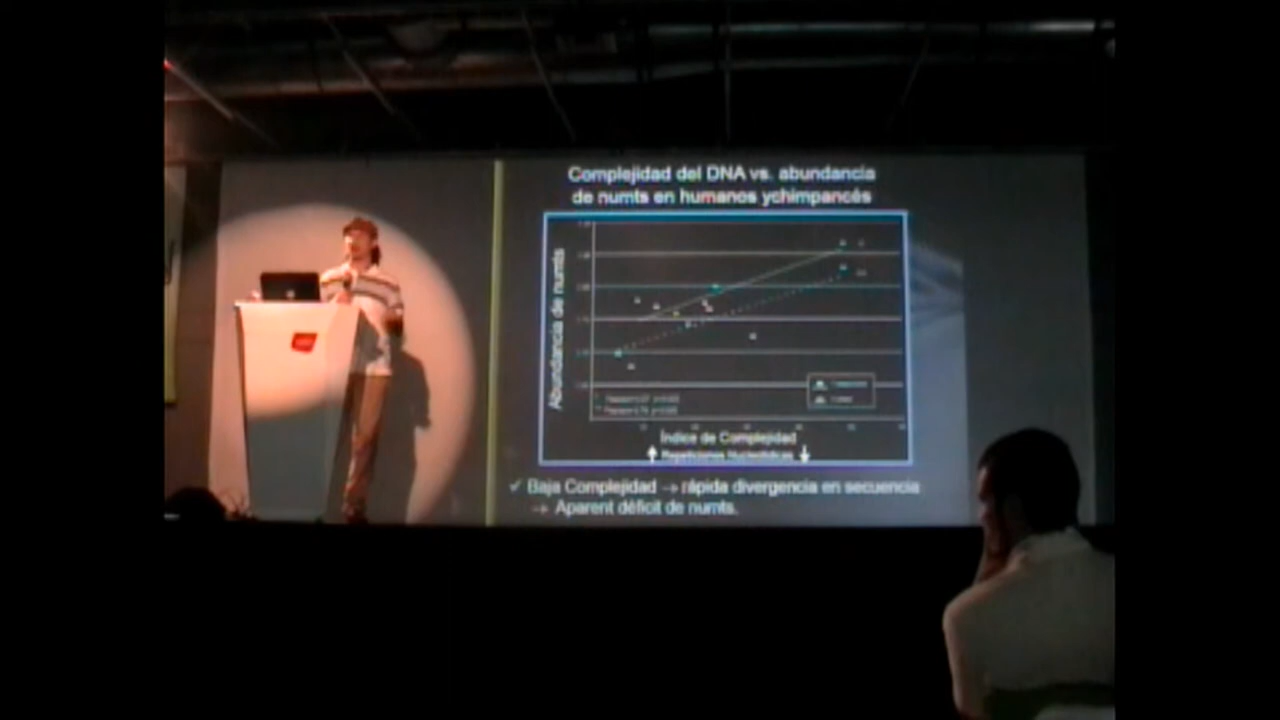 Complejidad del DNA vs. abundancia
de numts en humanos ychimpancés
Abundancia de numts
Índice de Complejidad
Repeticiones Nucleotídicas
✓ Baja Complejidad → rápida divergencia en secuencia
→ Aparent déficit de numts.